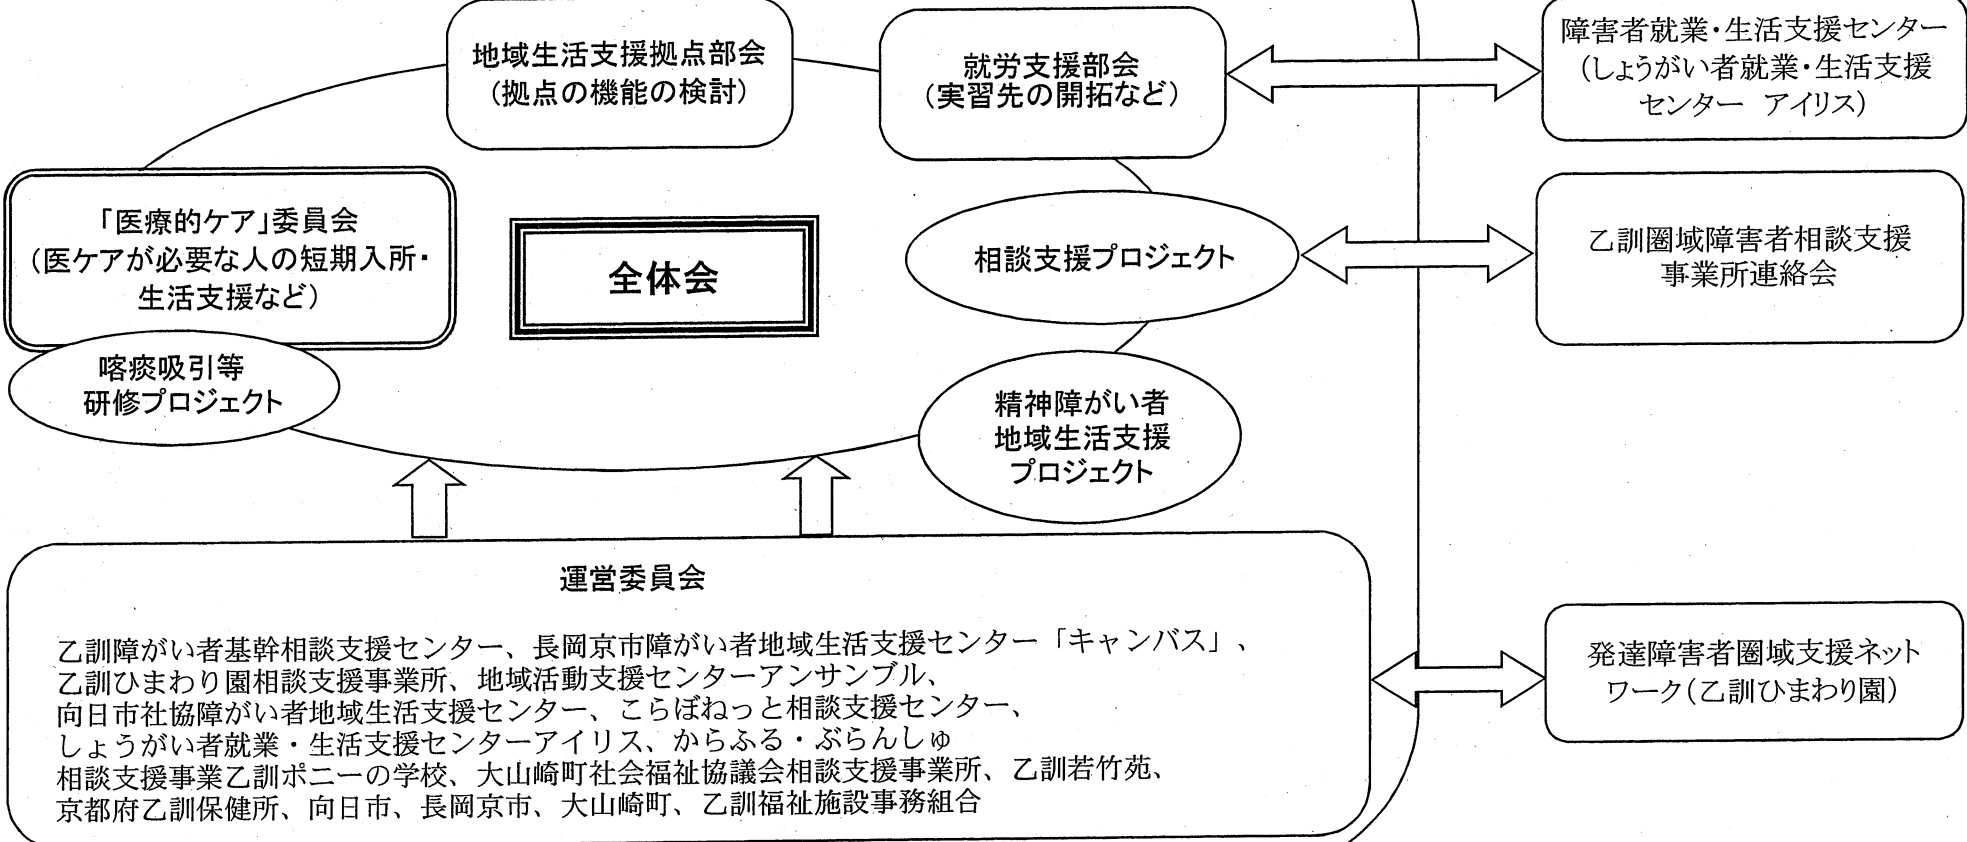 地域生活支援拠点部会
(拠点の機能の検討)
就労支援部会
(実習先の開拓など)
障害者就業・生活支援センター
(しょうがい者就業・生活支援
センター　アイリス)
「医療的ケア」委員会
(医ケアが必要な人の短期入所・
生活支援など)
全体会
相談支援プロジェクト
乙訓圏域障害者相談支援
事業所連絡会
喀痰吸引等
研修プロジェクト
精神障がい者
地域生活支援
プロジェクト
運営委員会
乙訓障がい者基幹相談支援センター、長岡京市障がい者地域生活支援センター「キャンバス」、
乙訓ひまわり園相談支援事業所、地域活動支援センターアンサンブル、
向日市社協障がい者地域生活支援センター、こらぼねっと相談支援センター、
しょうがい者就業・生活支援センターアイリス、からふる・ぶらんしゅ
相談支援事業乙訓ポニーの学校、大山崎町社会福祉協議会相談支援事業所、乙訓若竹苑、
京都府乙訓保健所、向日市、長岡京市、大山崎町、乙訓福祉施設事務組合
発達障害者圏域支援ネット
ワーク(乙訓ひまわり園)